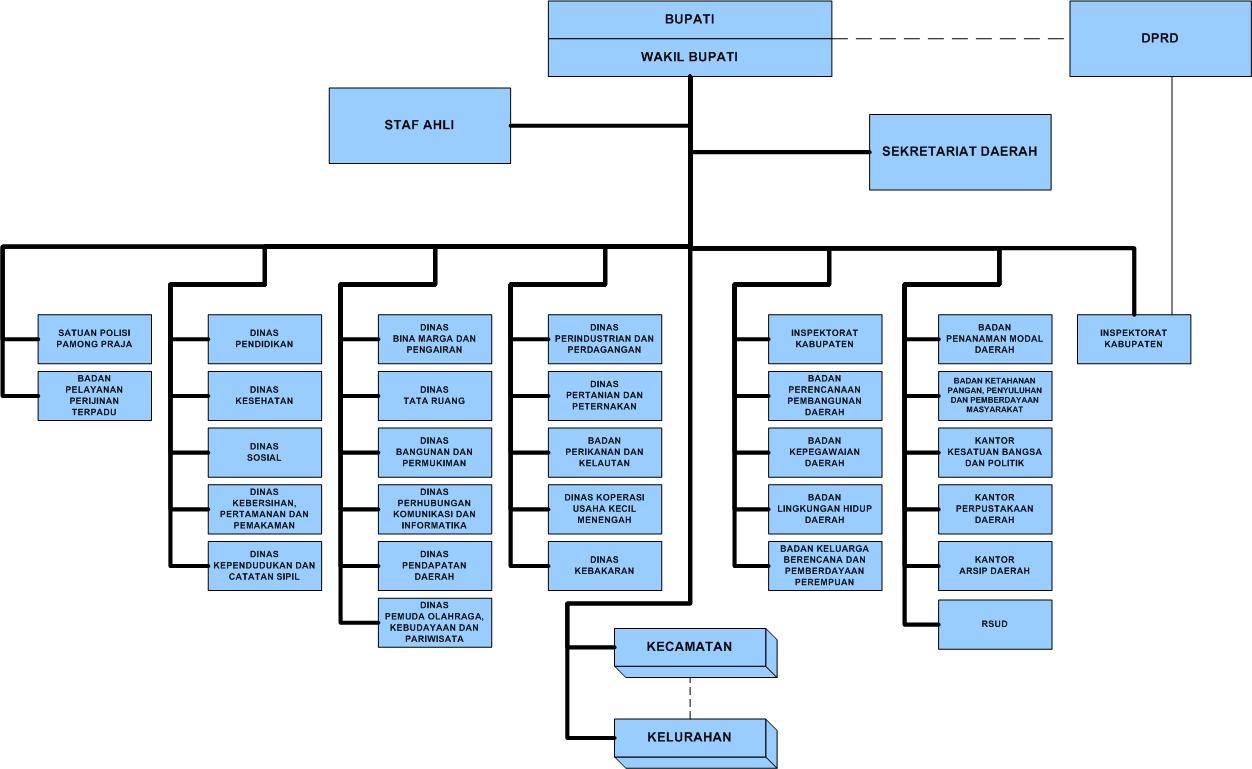 BUPATI
WAKIL BUPATI
DPRD
STAF AHLI
SEKRETARIAT DAERAH
SATUAN POLISI
PAMONG PRAJA
BADAN
PELAYANAN
PERIJINAN
TERPADU
DINAS
PENDIDIKAN
DINAS
KESEHATAN
DINAS
SOSIAL
DINAS
KEBERSIHAN,
PERTAMANAN DAN
PEMAKAMAN
DINAS
KEPENDUDUKAN DAN
CATATAN SIPIL
DINAS
BINA MARGA DAN
PENGAIRAN
DINAS
TATA RUANG
DINAS
BANGUNAN DAN
PERMUKIMAN
DINAS
PERHUBUNGAN
KOMUNIKASI DAN
INFORMATIKA
DINAS
PENDAPATAN
DAERAH
DINAS
PEMUDA OLAHRAGA,
KEBUDAYAAN DAN
PARIWISATA
DINAS
PERINDUSTRIAN DAN
PERDAGANGAN
DINAS
PERTANIAN DAN
PETERNAKAN
BADAN
PERIKANAN DAN
KELAUTAN
DINAS KOPERASI
USAHA KECIL
MENENGAH
DINAS
KEBAKARAN
INSPEKTORAT
KABUPATEN
BADAN
PERENCANAAN
PEMBANGUNAN
DAERAH
BADAN
KEPEGAWAIAN
DAERAH
BADAN
LINGKUNGAN HIDUP
DAERAH
BADAN KELUARGA
BERENCANA DAN
PEMBERDAYAAN
PEREMPUAN
BADAN
PENANAMAN MODAL
DAERAH
BADAN KETAHANAN
PANGAN, PENYULUHAN
DAN PEMBERDAYAAN
MASYARAKAT
KANTOR
KESATUAN BANGSA
DAN POLITIK
KANTOR
PERPUSTAKAAN
DAERAH
KANTOR
ARSIP DAERAH
RSUD
INSPEKTORAT
KABUPATEN
KECAMATAN
KELURAHAN